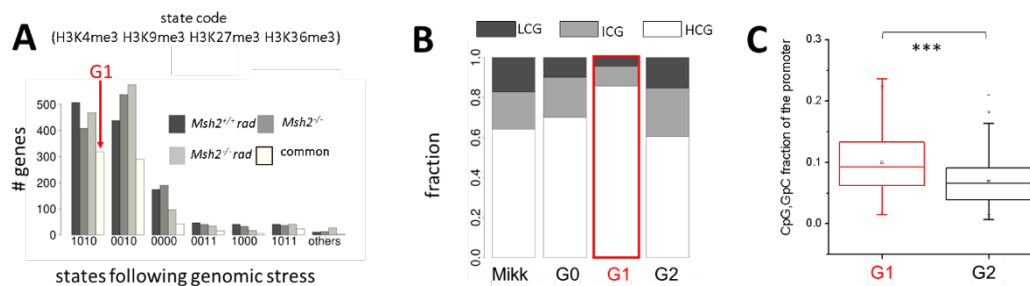 A
state code
(H3K4me3 H3K9me3 H3K27me3 H3K36me3)
G1
# genes
500
400
300
200
100
0
Msh2+/+ rad
Msh2-/-
Msh2-/- rad
common
1010 0010 0000 0011 1000 1011 others
states following genomic stress
B
LCG ICG HCG
fraction
1.0
0.8
0.6
0.4
0.2
0.0
Mikk G0 G1 G2
C
***
CpG,GpC fraction of the promoter
0.3
0.2
0.1
0.0
G1 G2